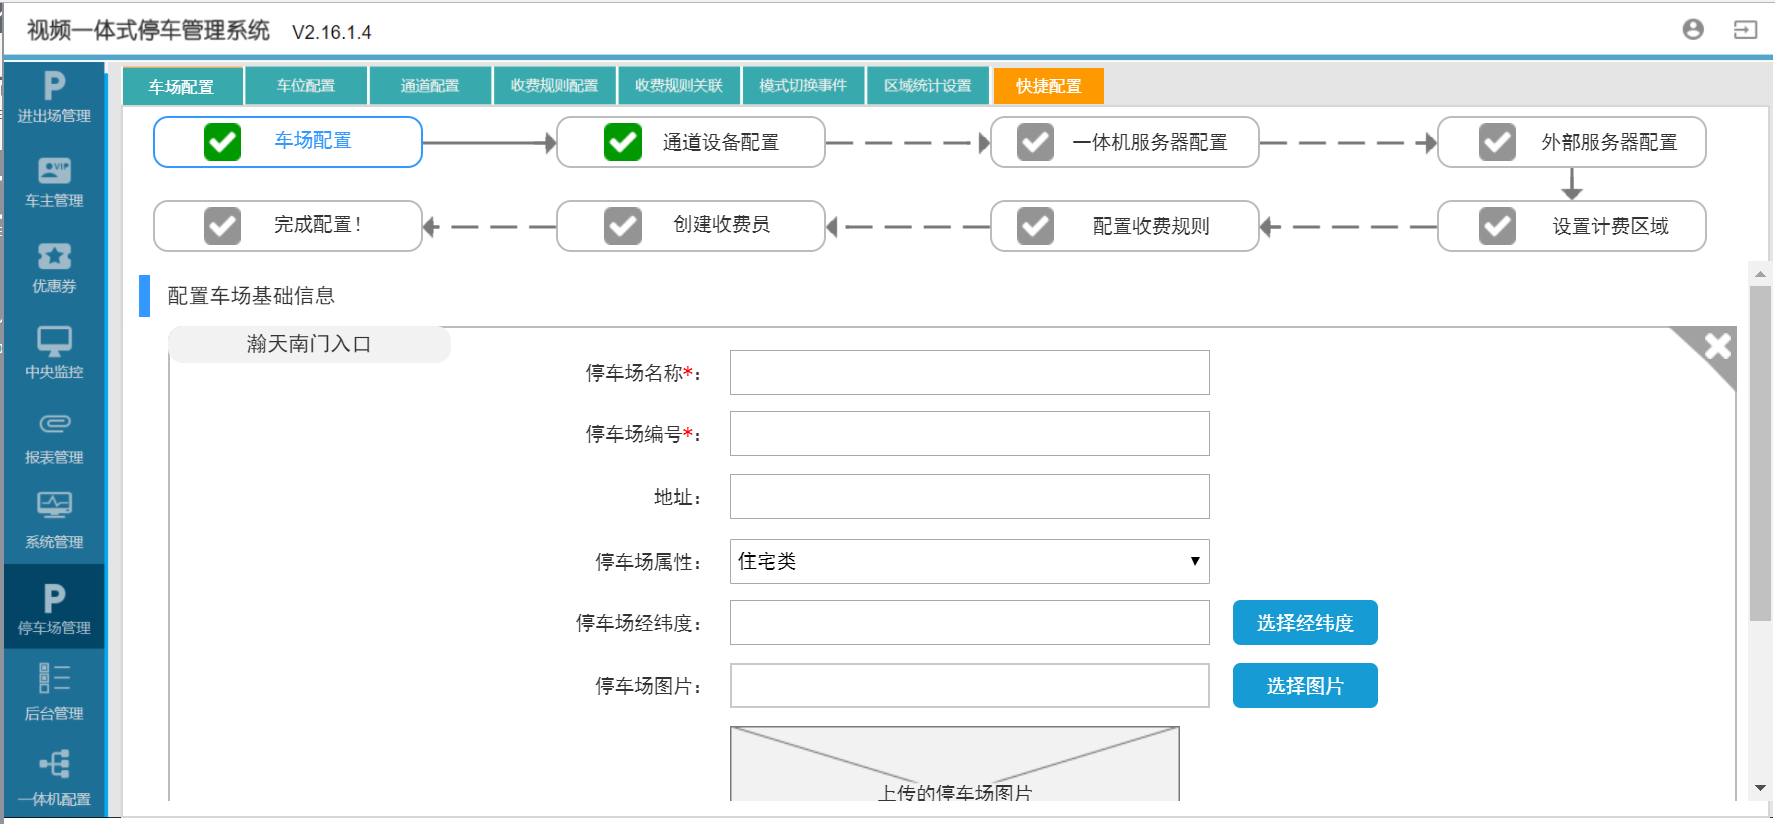 视频一体式停车管理系统 V2.16.1.4
进出场管理
车主管理
优惠券
中央监控
报表管理
系统管理
停车场管理
后台管理
一体机配置
车场配置 车位配置 通道配置 收费规则配置 收费规则关联 模式切换事件 区域统计设置 快捷配置
车场配置 通道设备配置 一体机服务器配置 外部服务器配置
完成配置! 创建收费员 配置收费规则 设置计费区域
配置车场基础信息
瀚天南门入口
停车场名称*:
停车场编号*:
地址:
停车场属性: 住宅类
停车场经纬度: 选择经纬度
停车场图片: 选择图片
上传的停车场图片